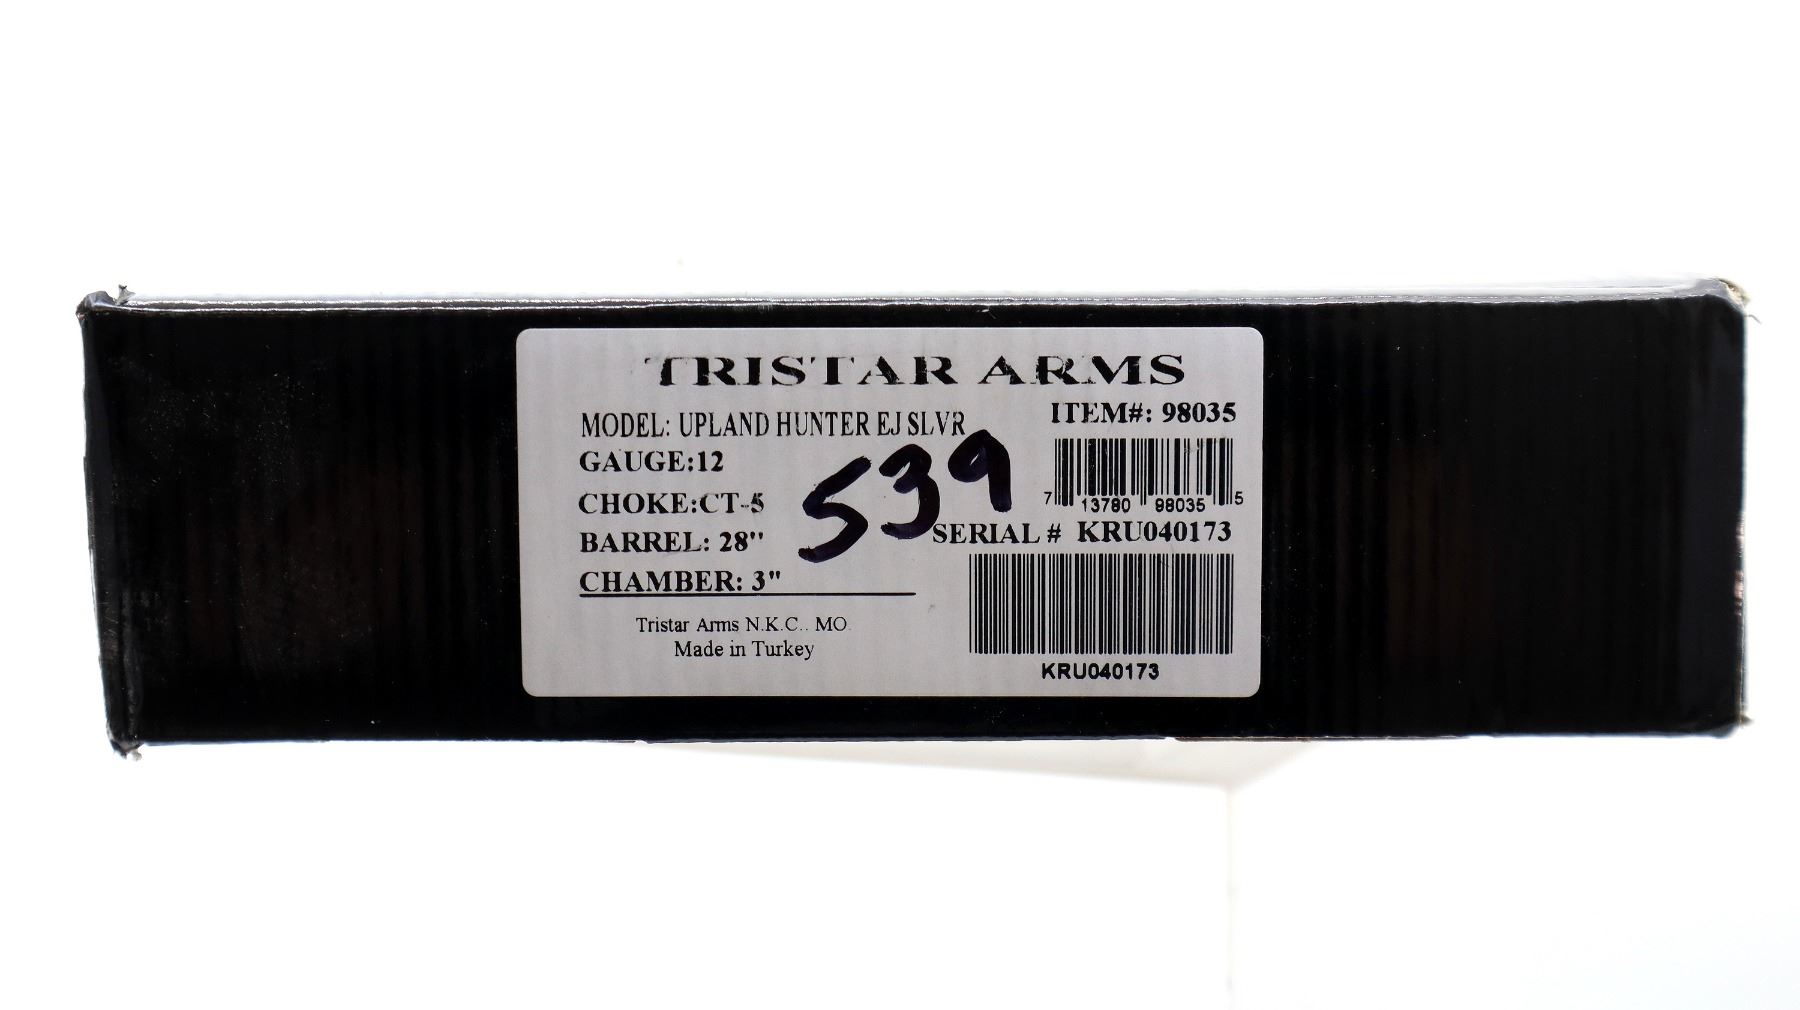 TRISTAR ARMS
MODEL: UPLAND HUNTER EJ SLVR
ITEM#: 98035
GAUGE:12
CHOKE:CT-5
BARREL: 28"
CHAMBER: 3"
539
7 13780 98035 5
SERIAL # KRU040173
KRU040173
Tristar Arms N.K.C.. MO.
Made in Turkey